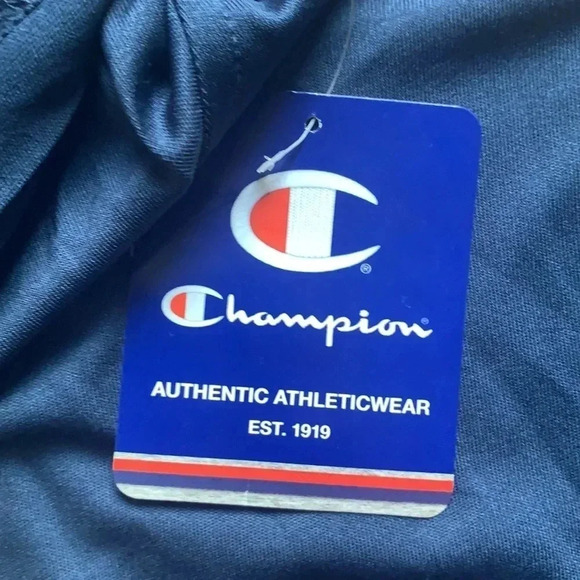 C®
Champion®
AUTHENTIC ATHLETICWEAR
EST. 1919